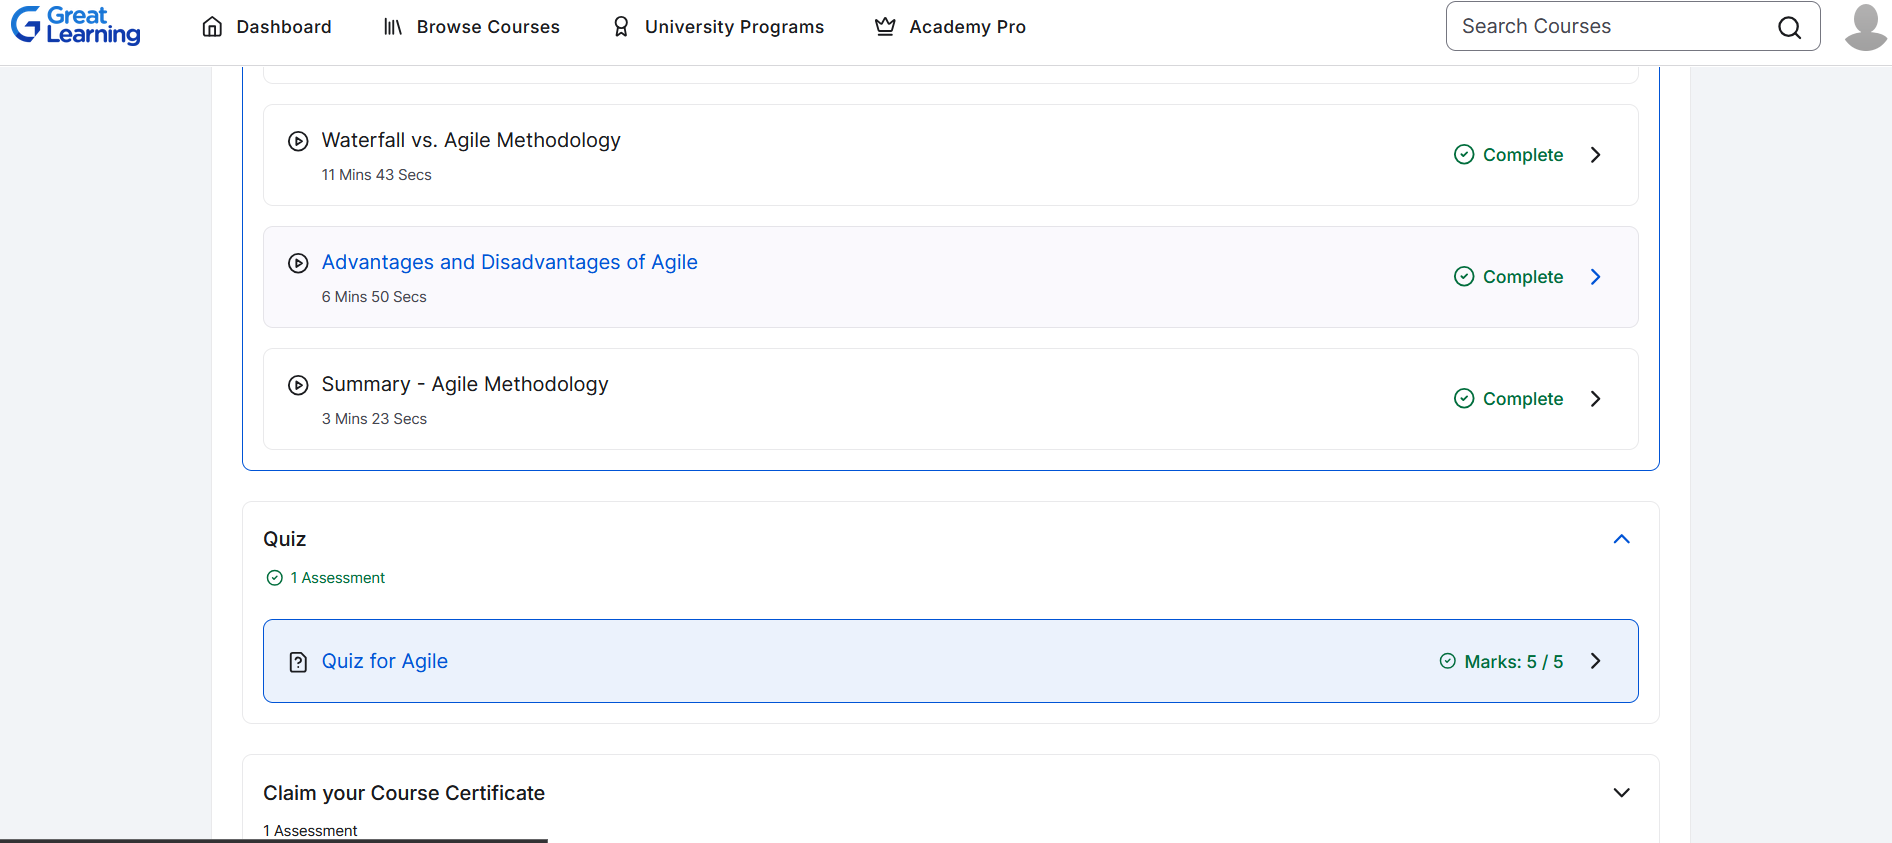 Great
Learning
Dashboard
Browse Courses
University Programs
Academy Pro
Search Courses
Waterfall vs. Agile Methodology
11 Mins 43 Secs
Complete
Advantages and Disadvantages of Agile
6 Mins 50 Secs
Complete
Summary - Agile Methodology
3 Mins 23 Secs
Complete
Quiz
1 Assessment
Quiz for Agile
Marks: 5 / 5
Claim your Course Certificate
1 Assessment